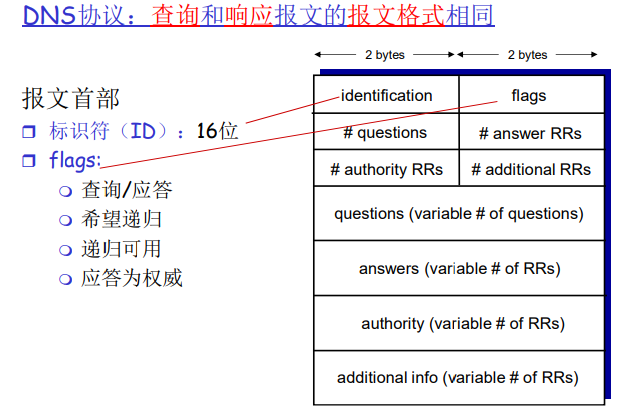 DNS协议：查询和响应报文的报文格式相同
报文首部
标识符（ID）：16位
flags:
查询/应答
希望递归
递归可用
应答为权威
2 bytes 2 bytes
identification flags
# questions # answer RRs
# authority RRs # additional RRs
questions (variable # of questions)
answers (variable # of RRs)
authority (variable # of RRs)
additional info (variable # of RRs)